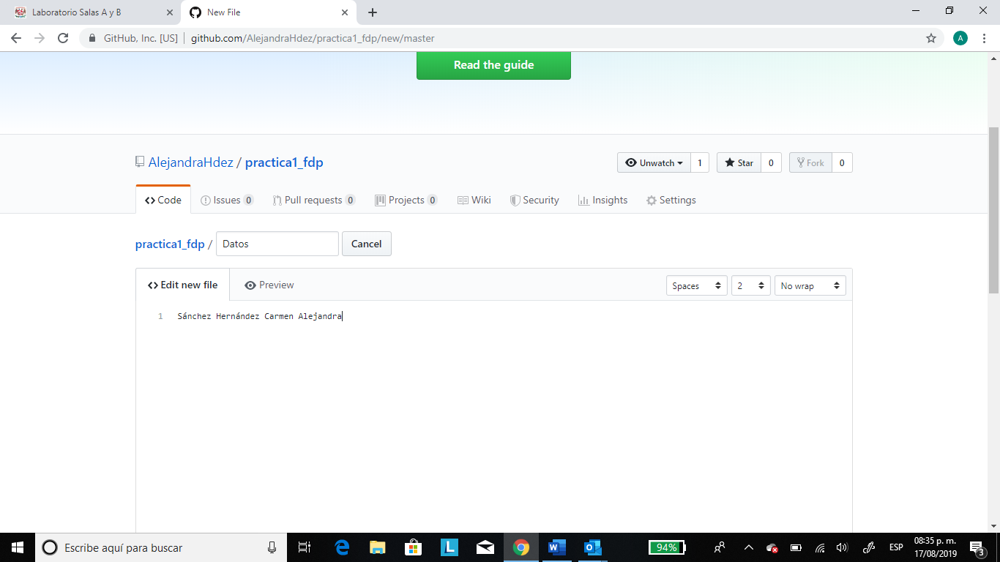 Laboratorio Salas A y B
New File
GitHub, Inc. [US]
github.com/AlejandraHdez/practica1_fdp/new/master
A
Read the guide
AlejandraHdez / practica1_fdp
Unwatch 1
Star 0
Fork 0
Code
Issues 0
Pull requests 0
Projects 0
Wiki
Security
Insights
Settings
practica1_fdp / Datos Cancel
Edit new file
Preview
Spaces
2
No wrap
1 Sánchez Hernández Carmen Alejandra
Escribe aquí para buscar
L
94%
ESP
08:35 p. m.
17/08/2019
3